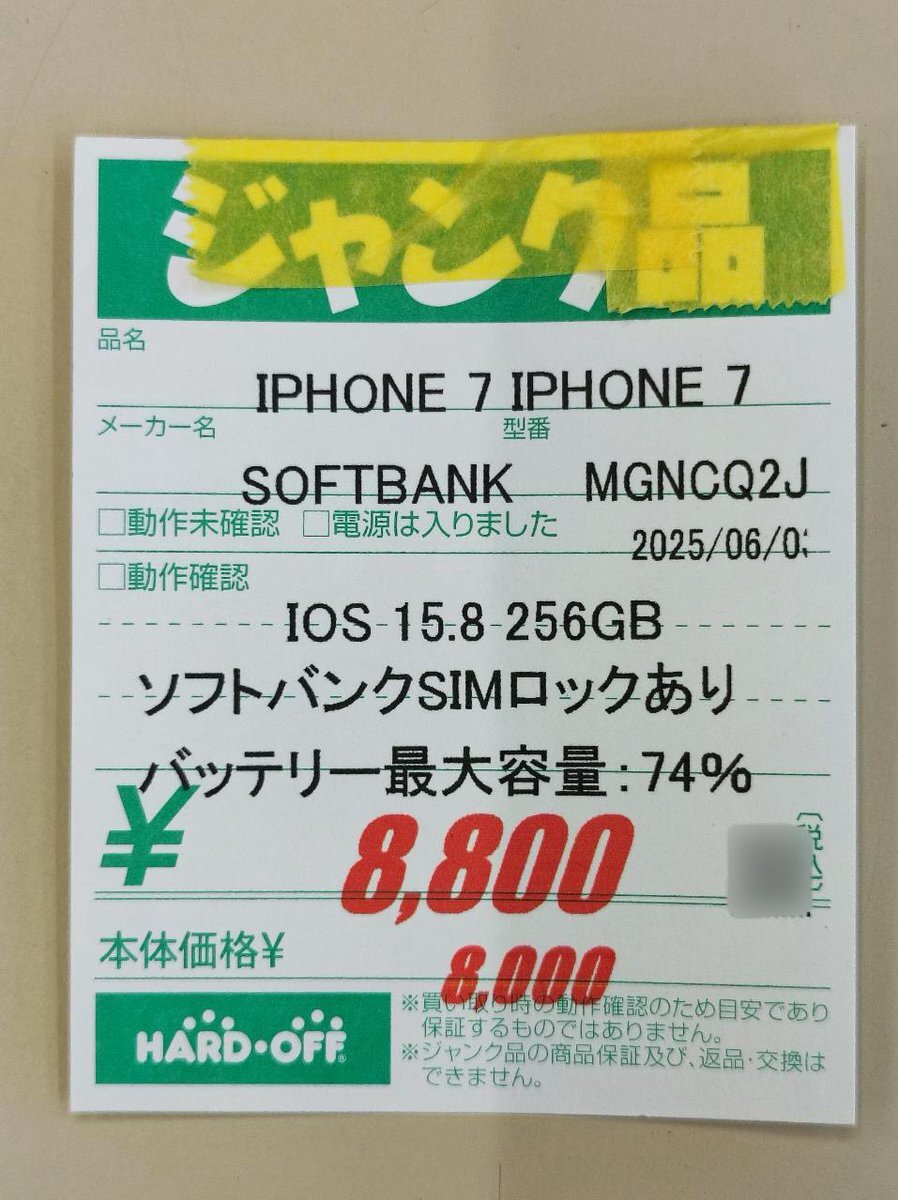 ジャンク品
品名
IPHONE 7 IPHONE 7
メーカー名 型番
SOFTBANK MGNCQ2J
□動作未確認 □電源は入りました
2025/06/0
□動作確認
IOS 15.8 256GB
ソフトバンクSIMロックあり
バッテリー最大容量:74%
¥ 8,800 (税込)
本体価格¥ 8,000
※買い取り時の動作確認のため目安であり
保証するものではありません。
※ジャンク品の商品保証及び、返品・交換は
できません。
HARD・OFF